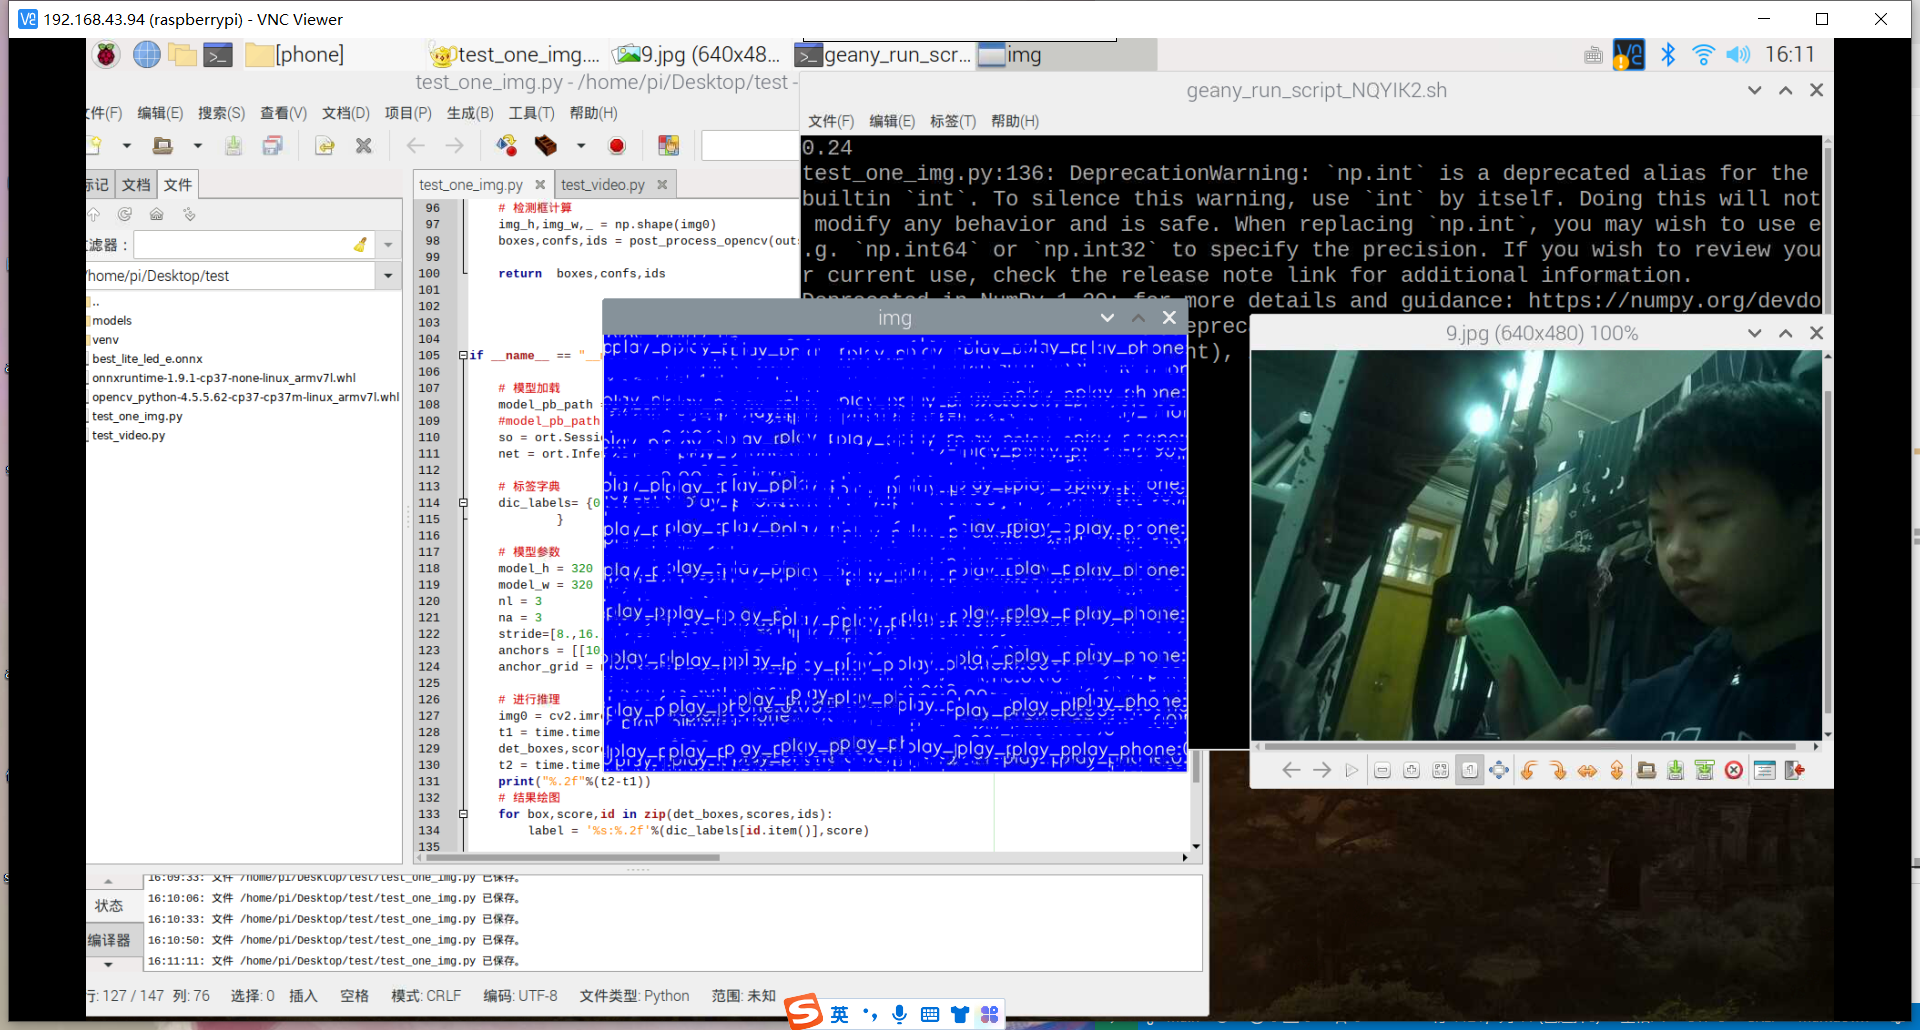 192.168.43.94 (raspberrypi) - VNC Viewer
[phone]
test_one_img....
9.jpg (640x48...
geany_run_scr...
img
16:11
test_one_img.py - /home/pi/Desktop/test -
文件(F) 编辑(E) 搜索(S) 查看(V) 文档(D) 项目(P) 生成(B) 工具(T) 帮助(H)
标记 文档 文件
过滤器：
/home/pi/Desktop/test
..
models
venv
best_lite_led_e.onnx
onnxruntime-1.9.1-cp37-none-linux_armv7l.whl
opencv_python-4.5.5.62-cp37-cp37m-linux_armv7l.whl
test_one_img.py
test_video.py
test_one_img.py test_video.py
96 # 检测框计算
97 img_h,img_w,_ = np.shape(img0)
98 boxes,confs,ids = post_process_opencv(out
99
100 return boxes,confs,ids
101
102
103
104
105 if __name__ == "__
106
107 # 模型加载
108 model_pb_path =
109 #model_pb_path
110 so = ort.Sessi
111 net = ort.Infe
112
113 # 标签字典
114 dic_labels= {0
115 }
116
117 # 模型参数
118 model_h = 320
119 model_w = 320
120 nl = 3
121 na = 3
122 stride=[8.,16.
123 anchors = [[10
124 anchor_grid =
125
126 # 进行推理
127 img0 = cv2.imr
128 t1 = time.time
129 det_boxes,scor
130 t2 = time.time
131 print("%.2f"%(t2-t1))
132 # 结果绘图
133 for box,score,id in zip(det_boxes,scores,ids):
134 label = '%s:%.2f'%(dic_labels[id.item()],score)
135
geany_run_script_NQYIK2.sh
文件(F) 编辑(E) 标签(T) 帮助(H)
0.24
test_one_img.py:136: DeprecationWarning: `np.int` is a deprecated alias for the
builtin `int`. To silence this warning, use `int` by itself. Doing this will not
modify any behavior and is safe. When replacing `np.int`, you may wish to use e
.g. `np.int64` or `np.int32` to specify the precision. If you wish to review you
r current use, check the release note link for additional information.
Deprecated in NumPy 1.20; for more details and guidance: https://numpy.org/devdo
img
play_phone:
9.jpg (640x480) 100%
状态
编译器
16:09:33: 文件 /home/pi/Desktop/test/test_one_img.py 已保存。
16:10:06: 文件 /home/pi/Desktop/test/test_one_img.py 已保存。
16:10:33: 文件 /home/pi/Desktop/test/test_one_img.py 已保存。
16:10:50: 文件 /home/pi/Desktop/test/test_one_img.py 已保存。
16:11:11: 文件 /home/pi/Desktop/test/test_one_img.py 已保存。
行: 127 / 147 列: 76 选择: 0 插入 空格 模式: CRLF 编码: UTF-8 文件类型: Python 范围: 未知
英